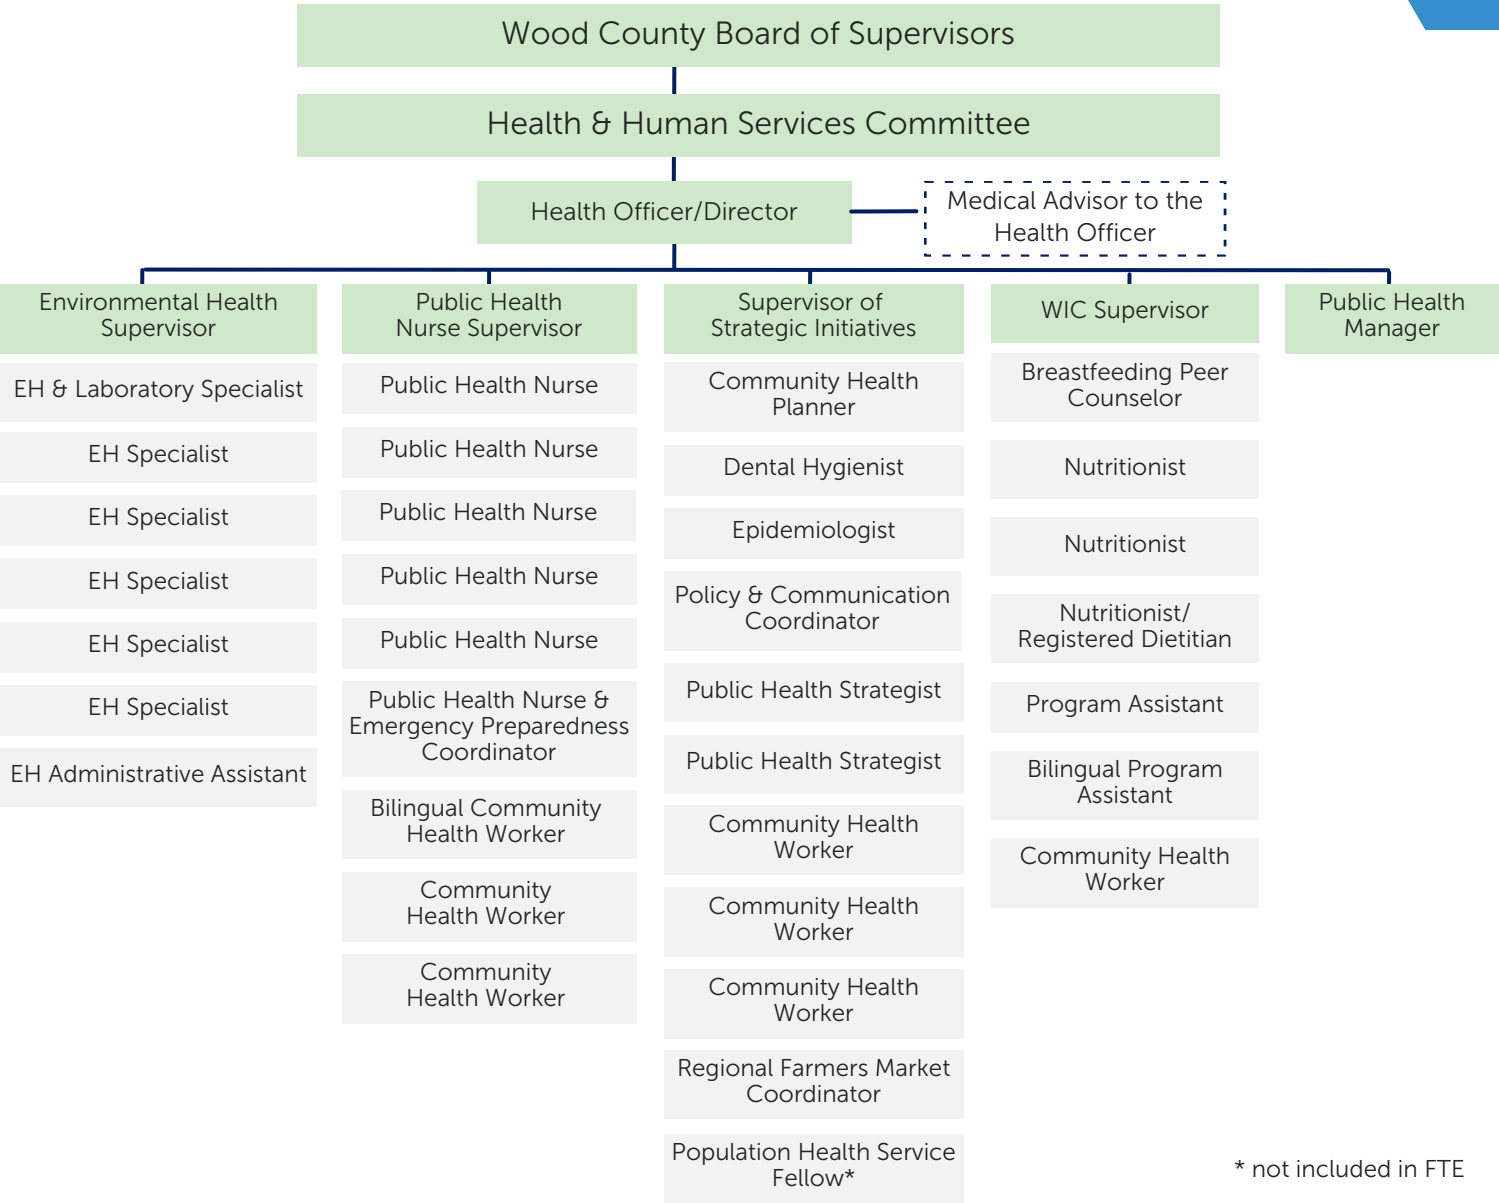 Wood County Board of Supervisors
Health & Human Services Committee
Health Officer/Director
Medical Advisor to the
Health Officer
Environmental Health
Supervisor
EH & Laboratory Specialist
EH Specialist
EH Specialist
EH Specialist
EH Specialist
EH Specialist
EH Administrative Assistant
Public Health
Nurse Supervisor
Public Health Nurse
Public Health Nurse
Public Health Nurse
Public Health Nurse
Public Health Nurse
Public Health Nurse &
Emergency Preparedness
Coordinator
Bilingual Community
Health Worker
Community
Health Worker
Community
Health Worker
Supervisor of
Strategic Initiatives
Community Health
Planner
Dental Hygienist
Epidemiologist
Policy & Communication
Coordinator
Public Health Strategist
Public Health Strategist
Community Health
Worker
Community Health
Worker
Community Health
Worker
Regional Farmers Market
Coordinator
Population Health Service
Fellow*
WIC Supervisor
Breastfeeding Peer
Counselor
Nutritionist
Nutritionist
Nutritionist/
Registered Dietitian
Program Assistant
Bilingual Program
Assistant
Community Health
Worker
Public Health
Manager
* not included in FTE